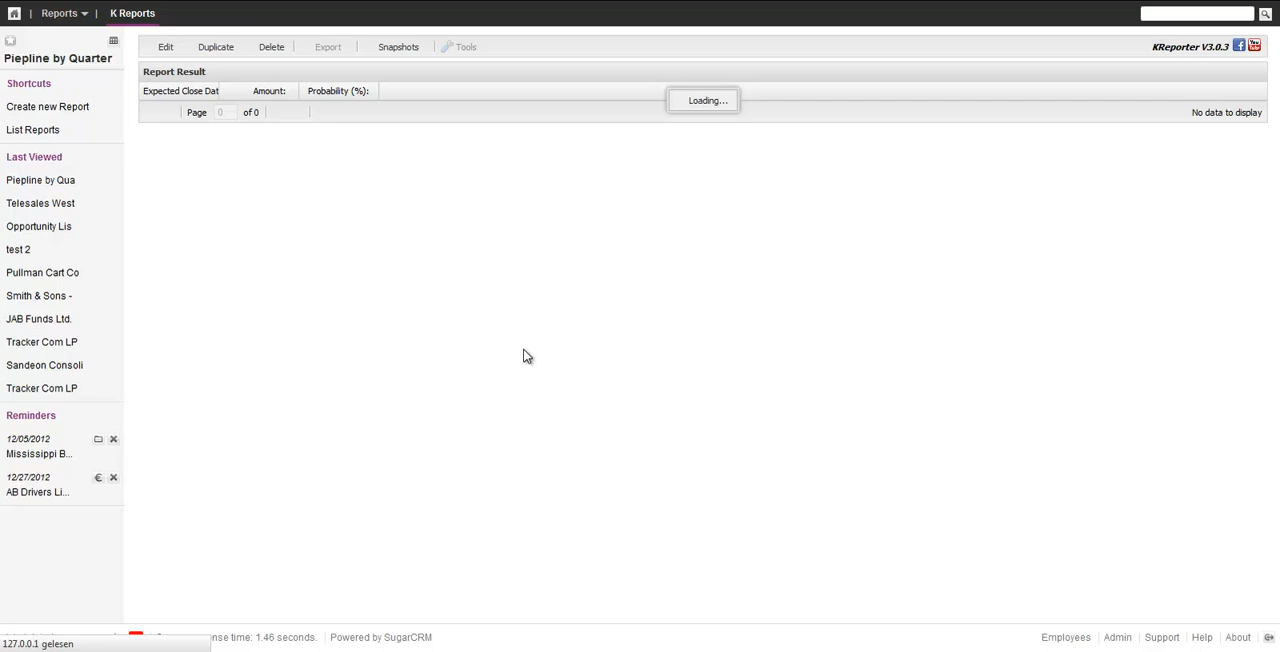 Reports K Reports
Piepline by Quarter
Shortcuts
Create new Report
List Reports
Last Viewed
Piepline by Qua
Telesales West
Opportunity Lis
test 2
Pullman Cart Co
Smith & Sons -
JAB Funds Ltd.
Tracker Com LP
Sandeon Consoli
Tracker Com LP
Reminders
12/05/2012
Mississippi B...
12/27/2012
€
AB Drivers Li...
Edit Duplicate Delete Export Snapshots Tools KReporter V3.0.3 f You Tube
Report Result
Expected Close Dat Amount: Probability (%):
Loading...
Page 0 of 0 No data to display
127.0.0.1 gelesen
nse time: 1.46 seconds. Powered by SugarCRM
Employees Admin Support Help About